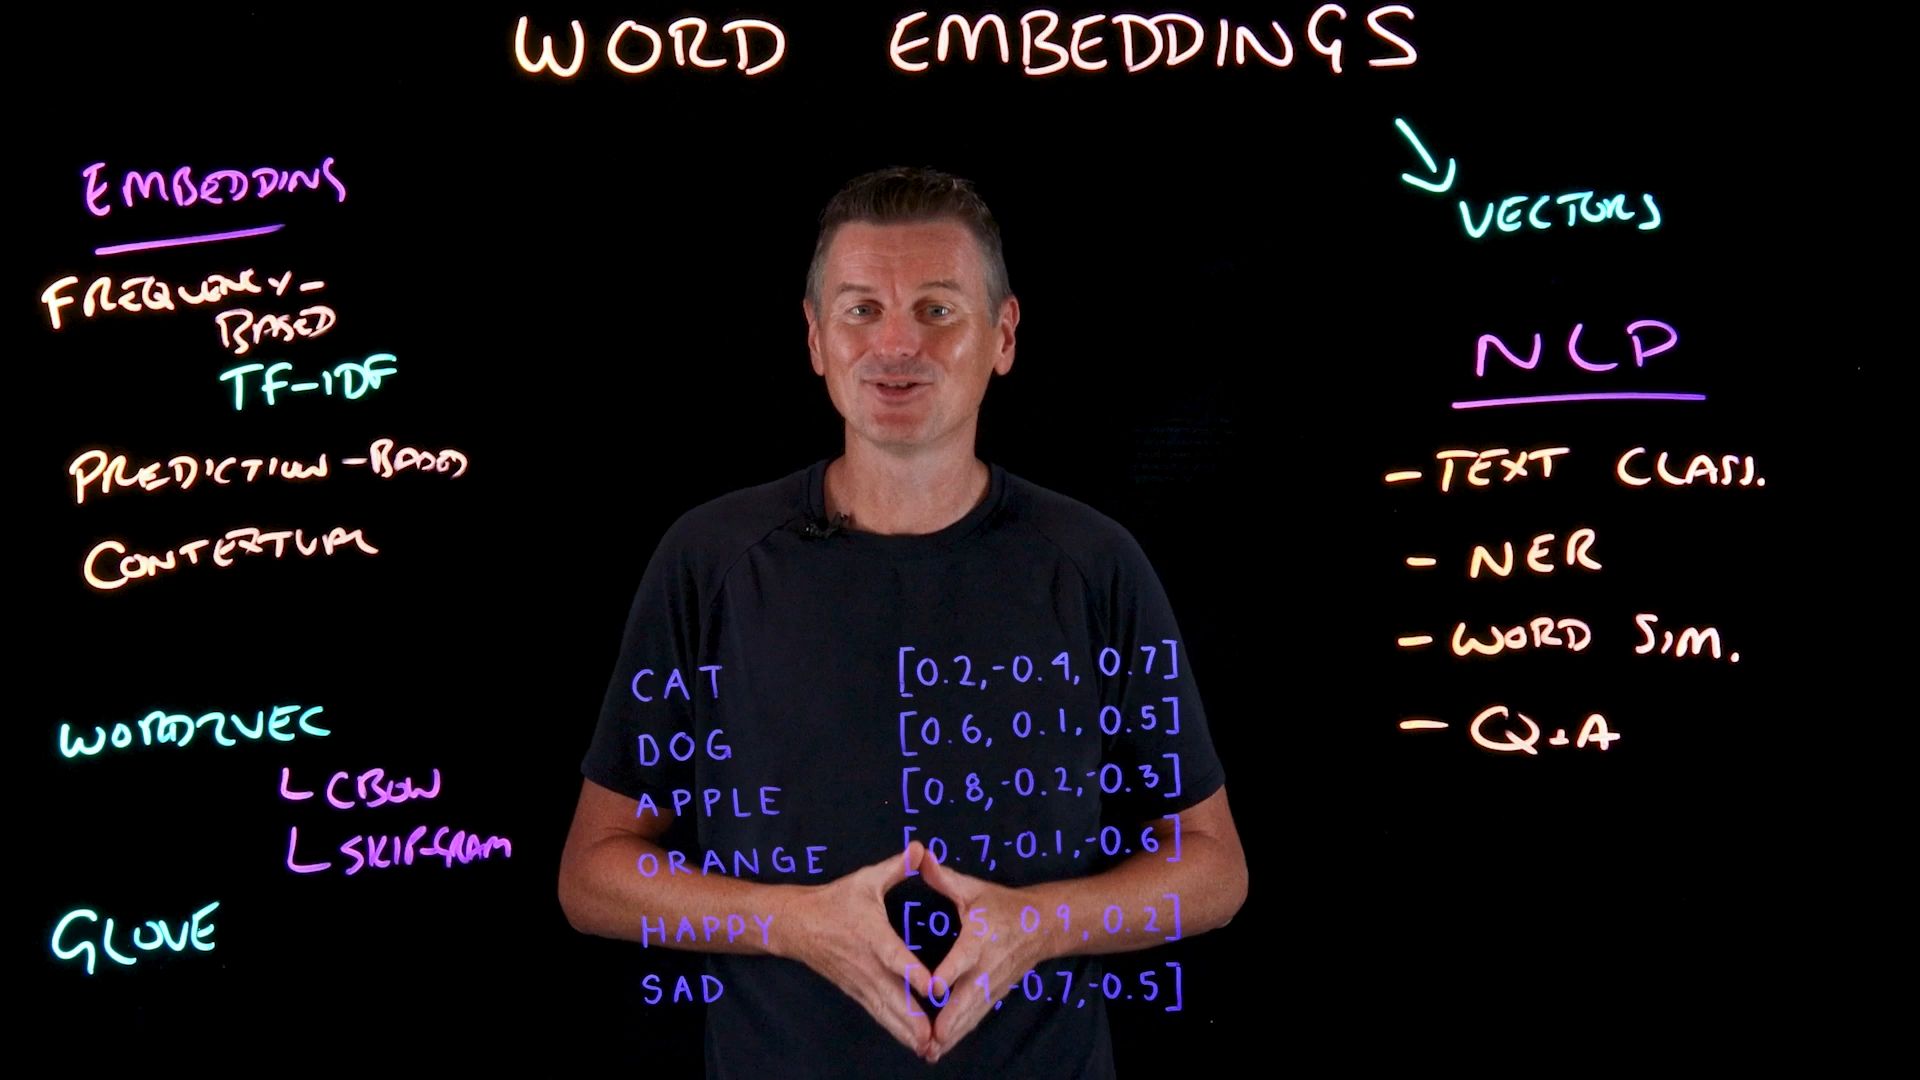 WORD EMBEDDINGS
EMBEDDING
FREQUENCY-
BASED
TF-IDF
PREDICTION-BASED
CONTEXTUAL
WORD2VEC
CBOW
SKIP-GRAM
GLOVE
CAT [0.2,-0.4, 0.7]
DOG [0.6, 0.1, 0.5]
APPLE [0.8,-0.2,-0.3]
ORANGE [0.7,-0.1,-0.6]
HAPPY [-0.5, 0.9, 0.2]
SAD [0.4,-0.7,-0.5]
VECTORS
NLP
- TEXT CLASS.
- NER
- WORD SIM.
- Q+A